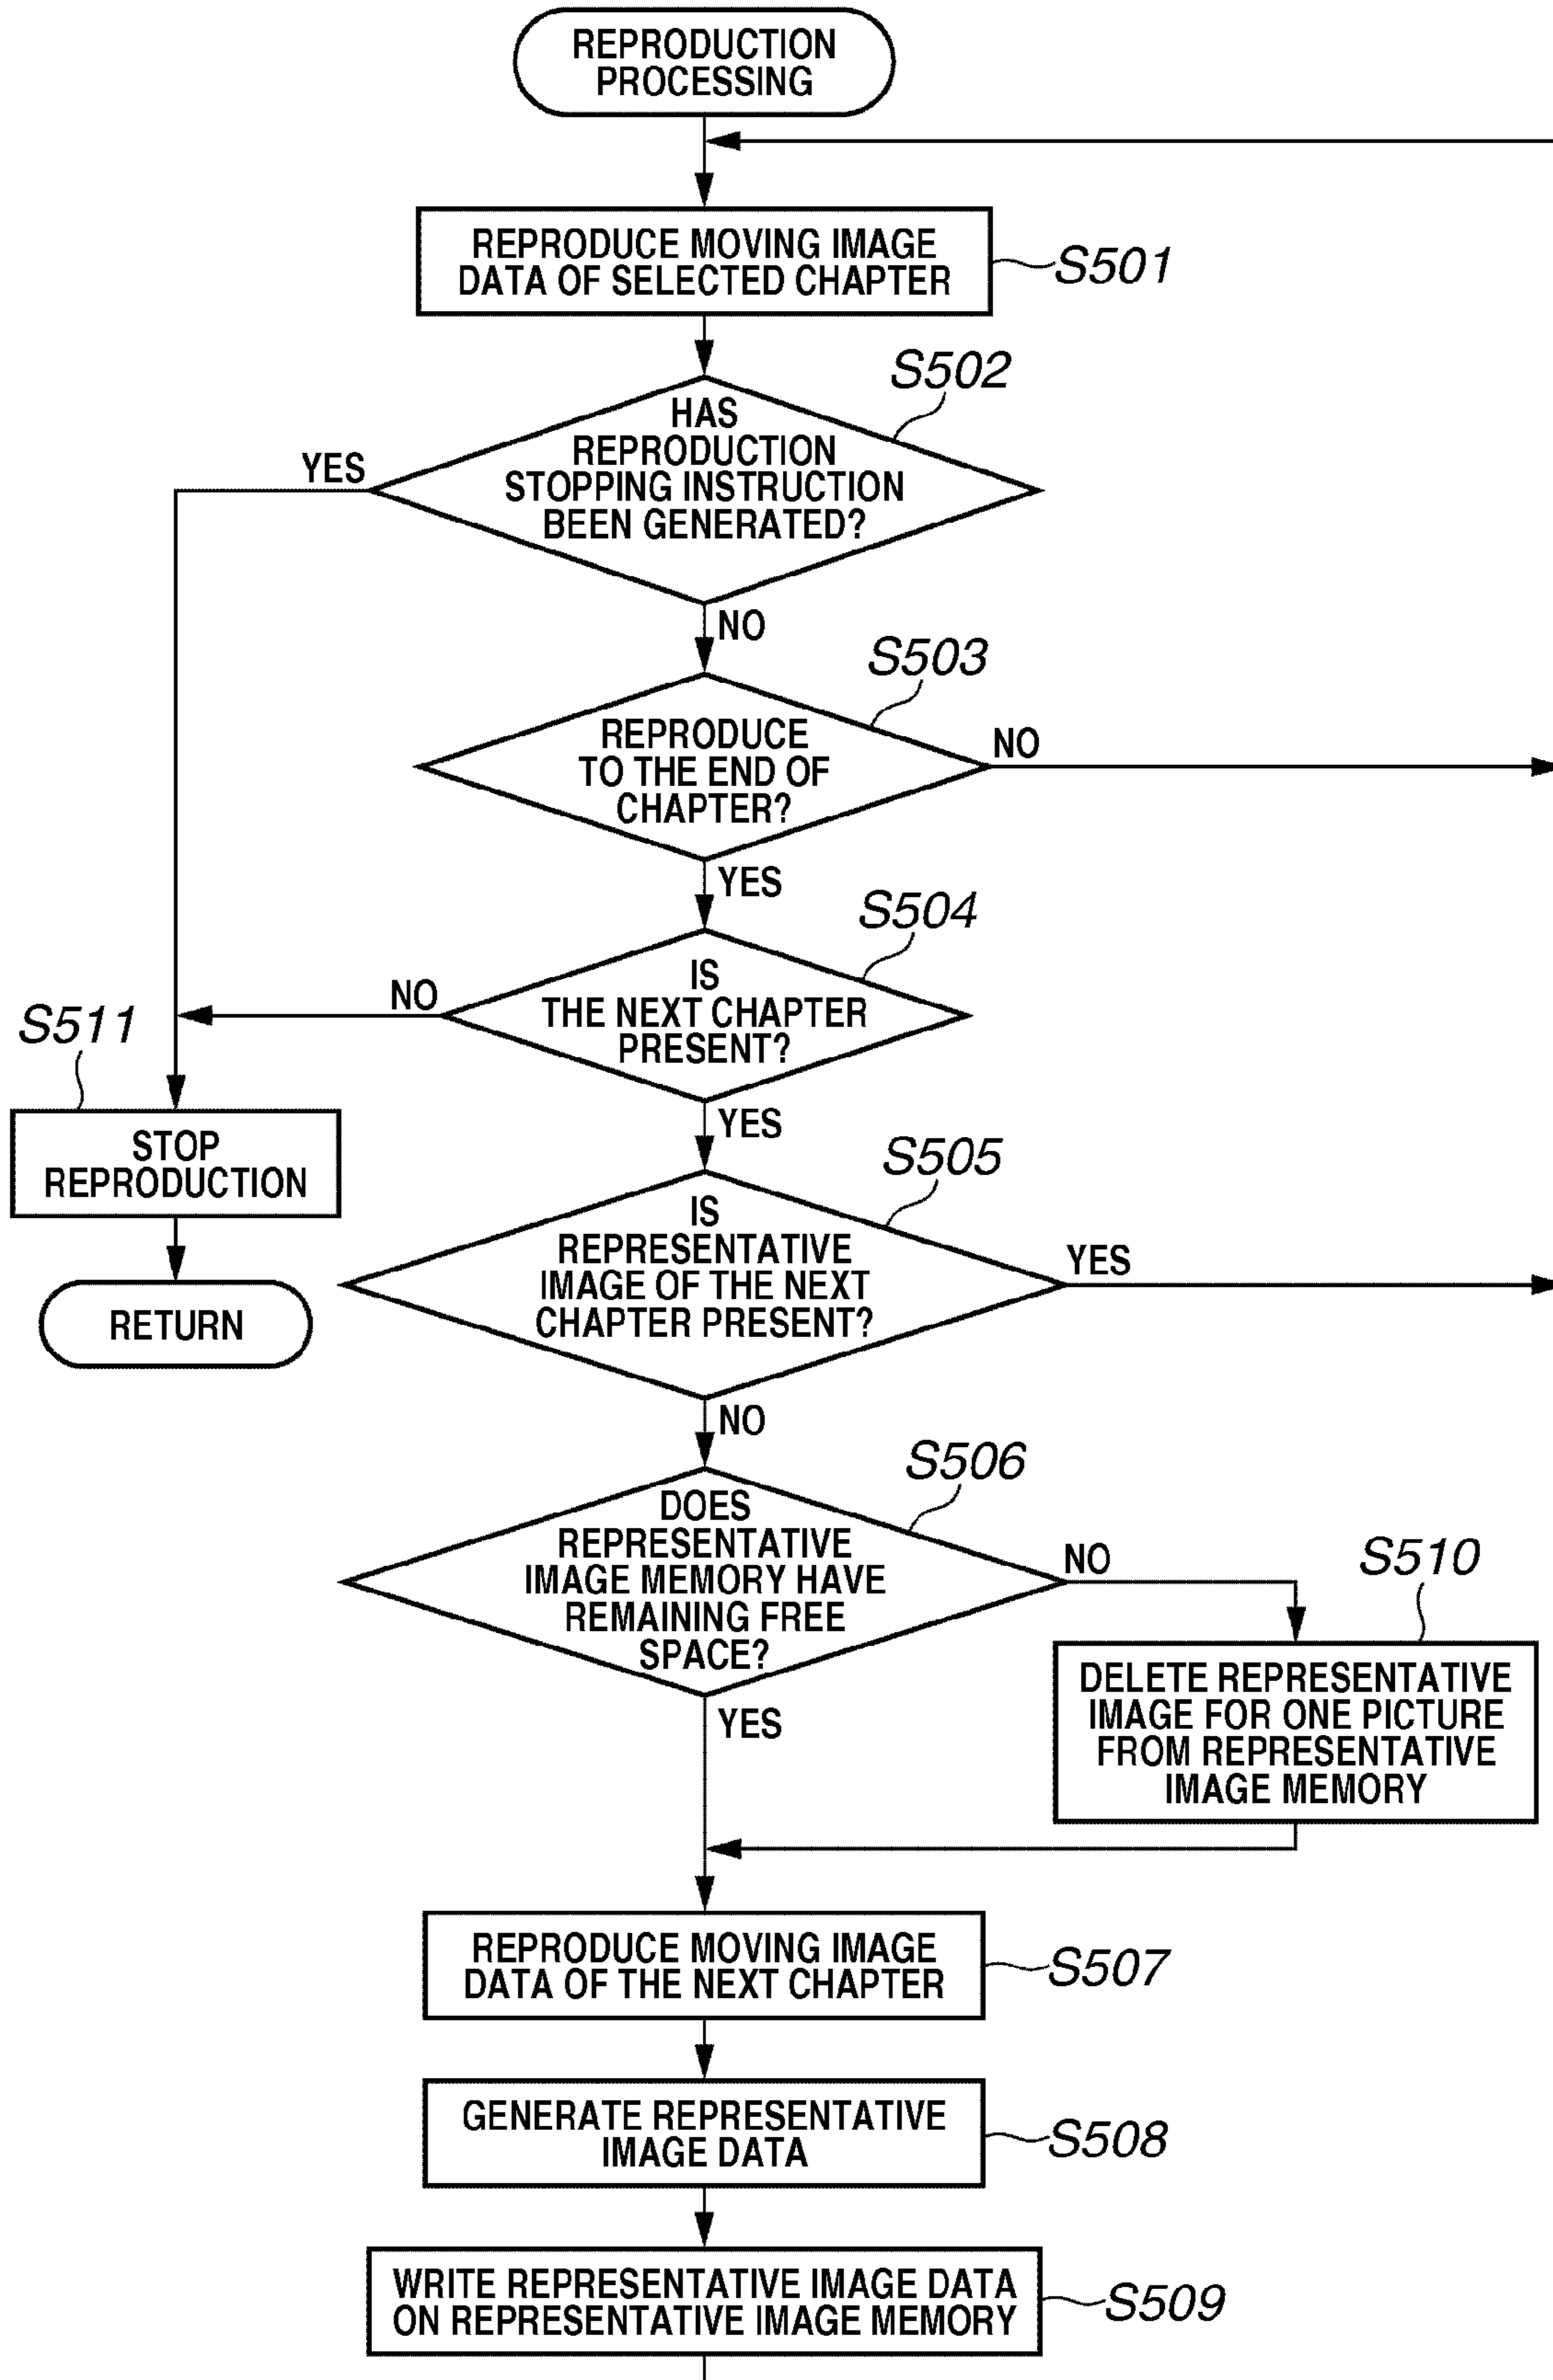 REPRODUCTION
PROCESSING
REPRODUCE MOVING IMAGE
DATA OF SELECTED CHAPTER
S501
S502
HAS
REPRODUCTION
STOPPING INSTRUCTION
BEEN GENERATED?
YES
NO
S503
REPRODUCE
TO THE END OF
CHAPTER?
NO
YES
S504
IS
THE NEXT CHAPTER
PRESENT?
NO
S511
STOP
REPRODUCTION
RETURN
YES
S505
IS
REPRESENTATIVE
IMAGE OF THE NEXT
CHAPTER PRESENT?
YES
NO
S506
DOES
REPRESENTATIVE
IMAGE MEMORY HAVE
REMAINING FREE
SPACE?
NO
S510
DELETE REPRESENTATIVE
IMAGE FOR ONE PICTURE
FROM REPRESENTATIVE
IMAGE MEMORY
YES
REPRODUCE MOVING IMAGE
DATA OF THE NEXT CHAPTER
S507
GENERATE REPRESENTATIVE
IMAGE DATA
S508
WRITE REPRESENTATIVE IMAGE DATA
ON REPRESENTATIVE IMAGE MEMORY
S509